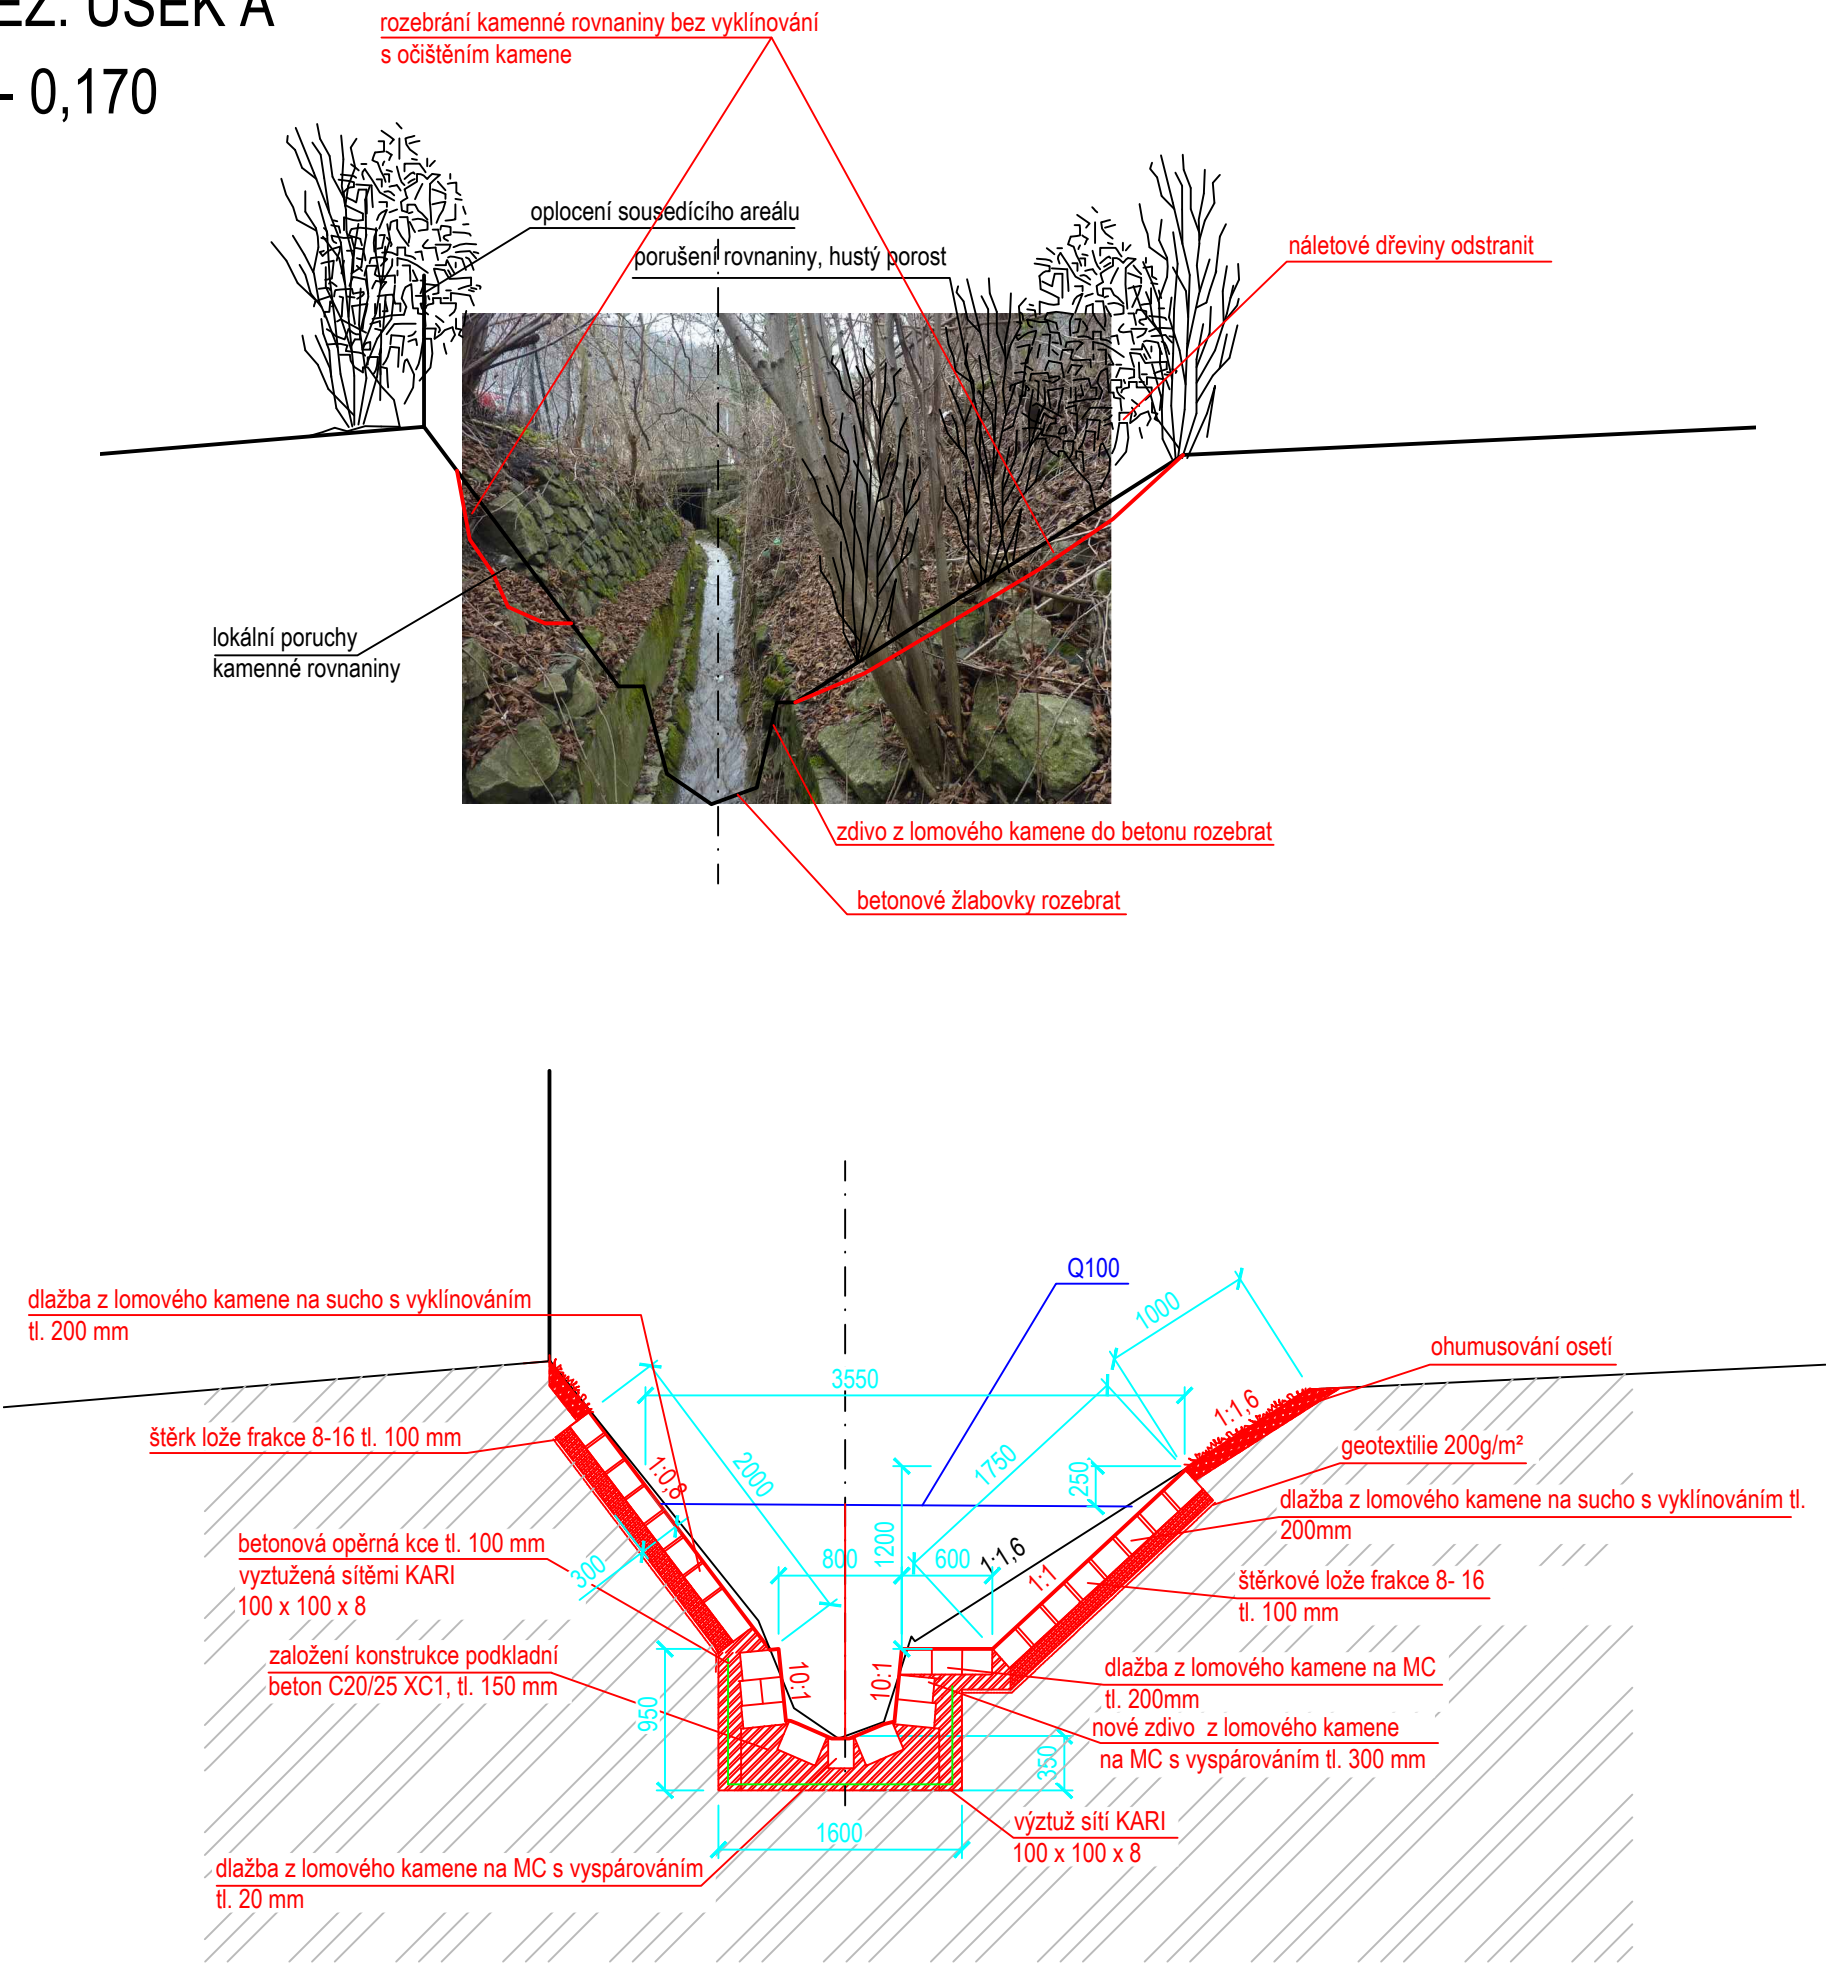 EZ. ÚSEK A
- 0,170
rozebrání kamenné rovnaniny bez vyklínování
s očištěním kamene
oplocení sousedícího areálu
porušení rovnaniny, hustý porost
náletové dřeviny odstranit
lokální poruchy
kamenné rovnaniny
zdivo z lomového kamene do betonu rozebrat
betonové žlabovky rozebrat
Q100
1000
dlažba z lomového kamene na sucho s vyklínováním
tl. 200 mm
ohumusování osetí
3550
1:1,6
štěrk lože frakce 8-16 tl. 100 mm
geotextilie 200g/m²
1:0,8
2000
1750
250
dlažba z lomového kamene na sucho s vyklínováním tl.
200mm
betonová opěrná kce tl. 100 mm
vyztužená sítěmi KARI
100 x 100 x 8
300
800
1200
600
1:1,6
1:1
štěrkové lože frakce 8- 16
tl. 100 mm
založení konstrukce podkladní
beton C20/25 XC1, tl. 150 mm
10:1
10:1
dlažba z lomového kamene na MC
tl. 200mm
950
nové zdivo z lomového kamene
na MC s vyspárováním tl. 300 mm
350
1600
výztuž sítí KARI
100 x 100 x 8
dlažba z lomového kamene na MC s vyspárováním
tl. 20 mm